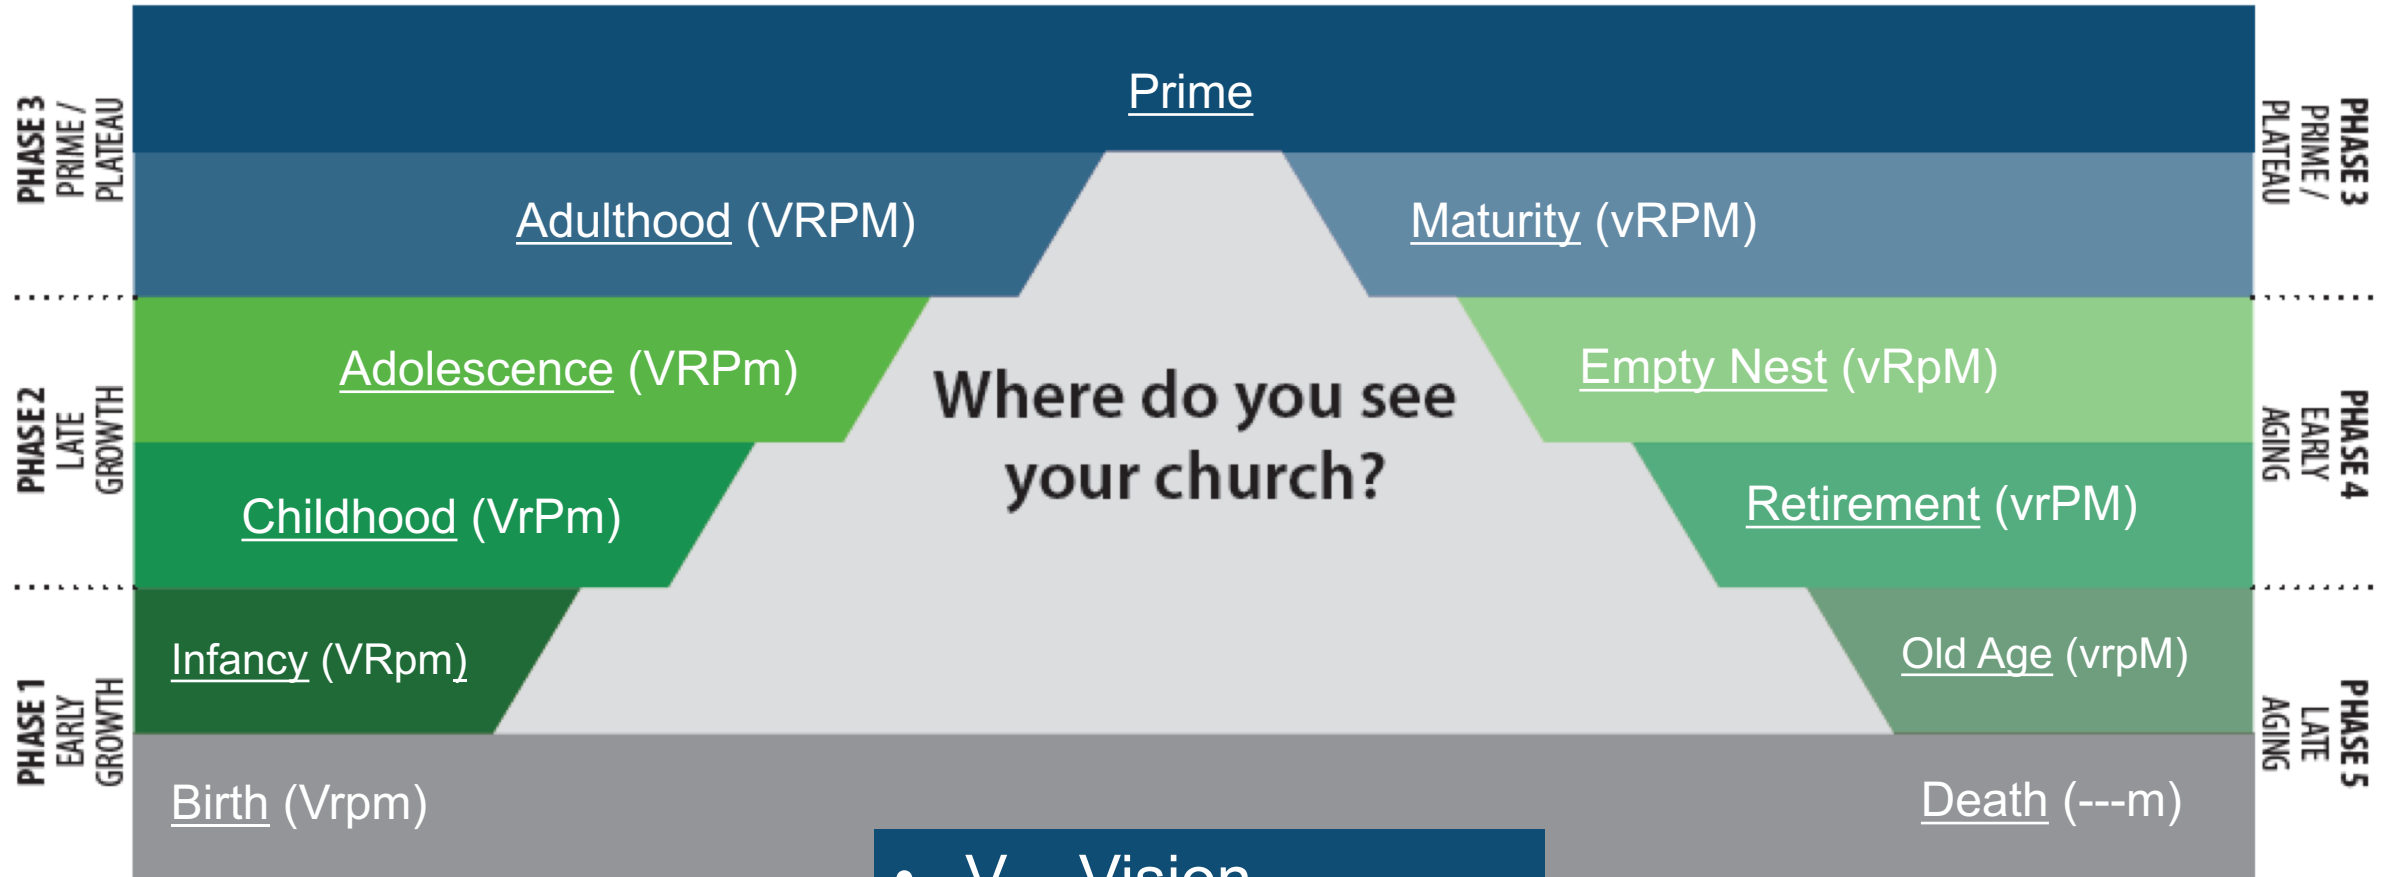 Prime
PHASE 3
PRIME /
PLATEAU
Adulthood (VRPM)
Maturity (vRPM)
PHASE 3
PRIME /
PLATEAU
PHASE 2
LATE
GROWTH
Adolescence (VRPm)
Childhood (VrPm)
Where do you see
your church?
Empty Nest (vRpM)
Retirement (vrPM)
PHASE 4
EARLY
AGING
PHASE 1
EARLY
GROWTH
Infancy (VRpm)
Birth (Vrpm)
Old Age (vrpM)
Death (---m)
PHASE 5
LATE
AGING
• V – Vision